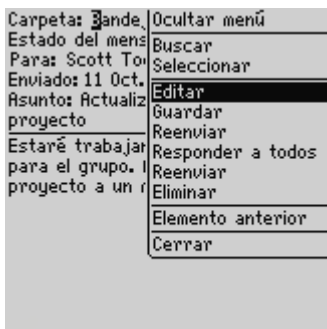 Carpeta: Bande
Estado del mens
Para: Scott To
Enviado: 11 Oct.
Asunto: Actualiz
proyecto
Estaré trabajar
para el grupo.
proyecto a un
Ocultar menú
Buscar
Seleccionar
Editar
Guardar
Reenviar
Responder a todos
Reenviar
Eliminar
Elemento anterior
Cerrar